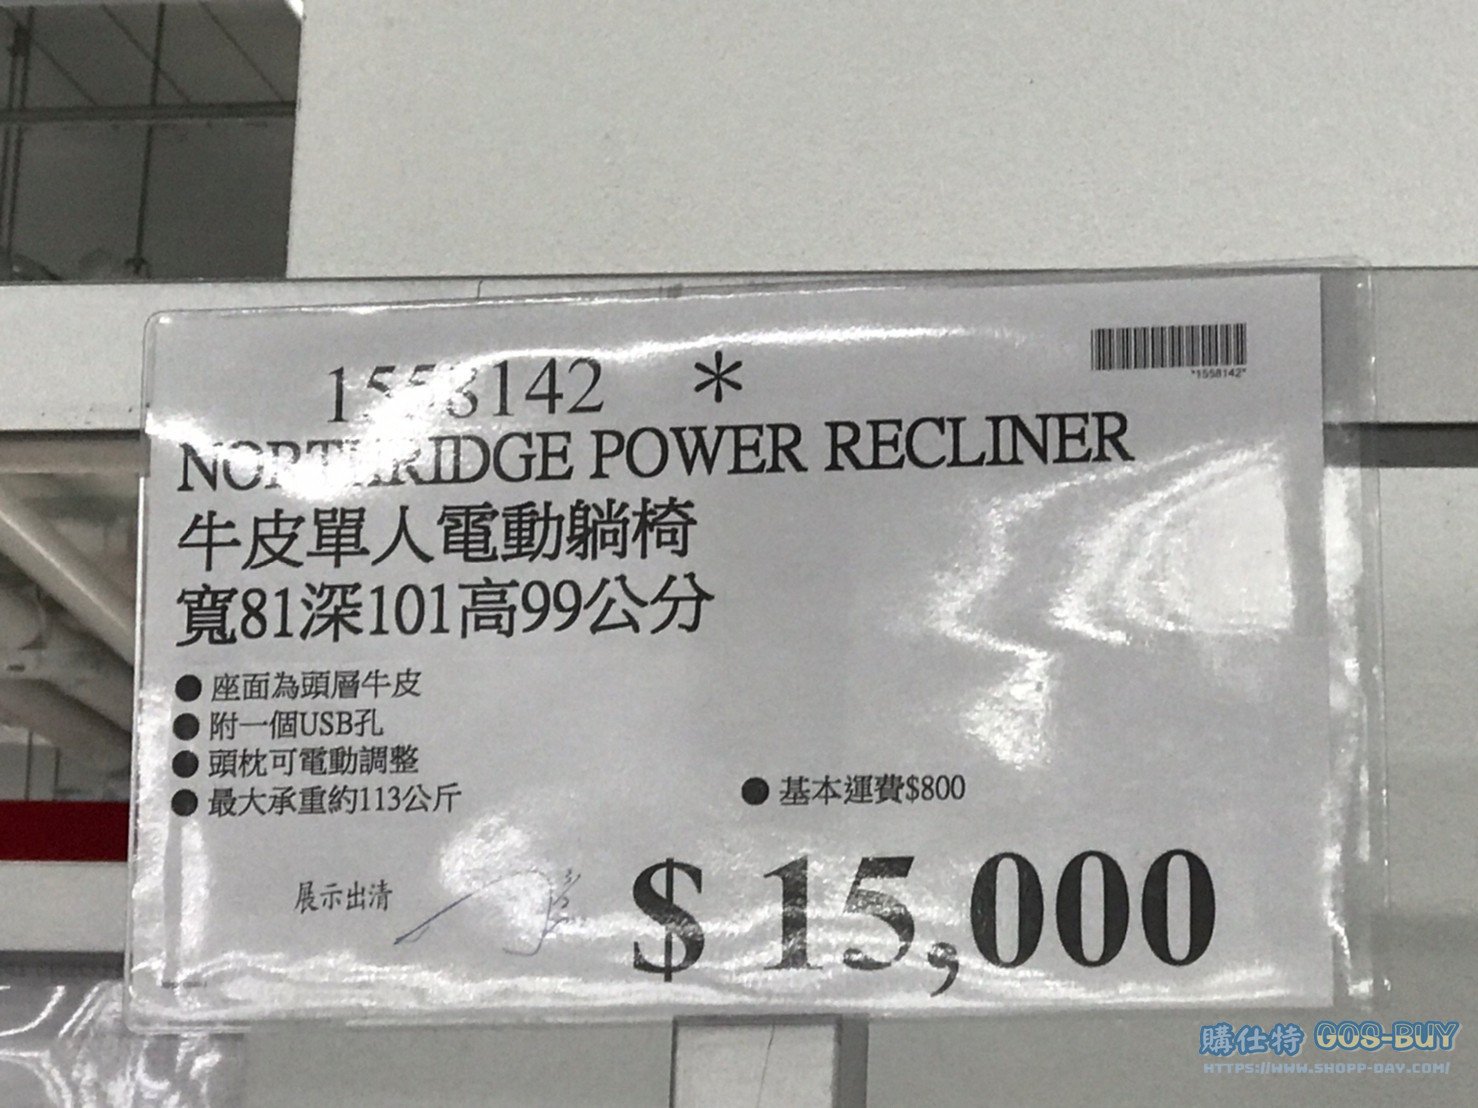 1558142 *
*1558142*
NORTHRIDGE POWER RECLINER
牛皮單人電動躺椅
寬81深101高99公分
● 座面為頭層牛皮
● 附一個USB孔
● 頭枕可電動調整
● 最大承重約113公斤
● 基本運費$800
展示出清
$ 15,000
購仕特 GOS-BUY
HTTPS://WWW.SHOPP-DAY.COM/